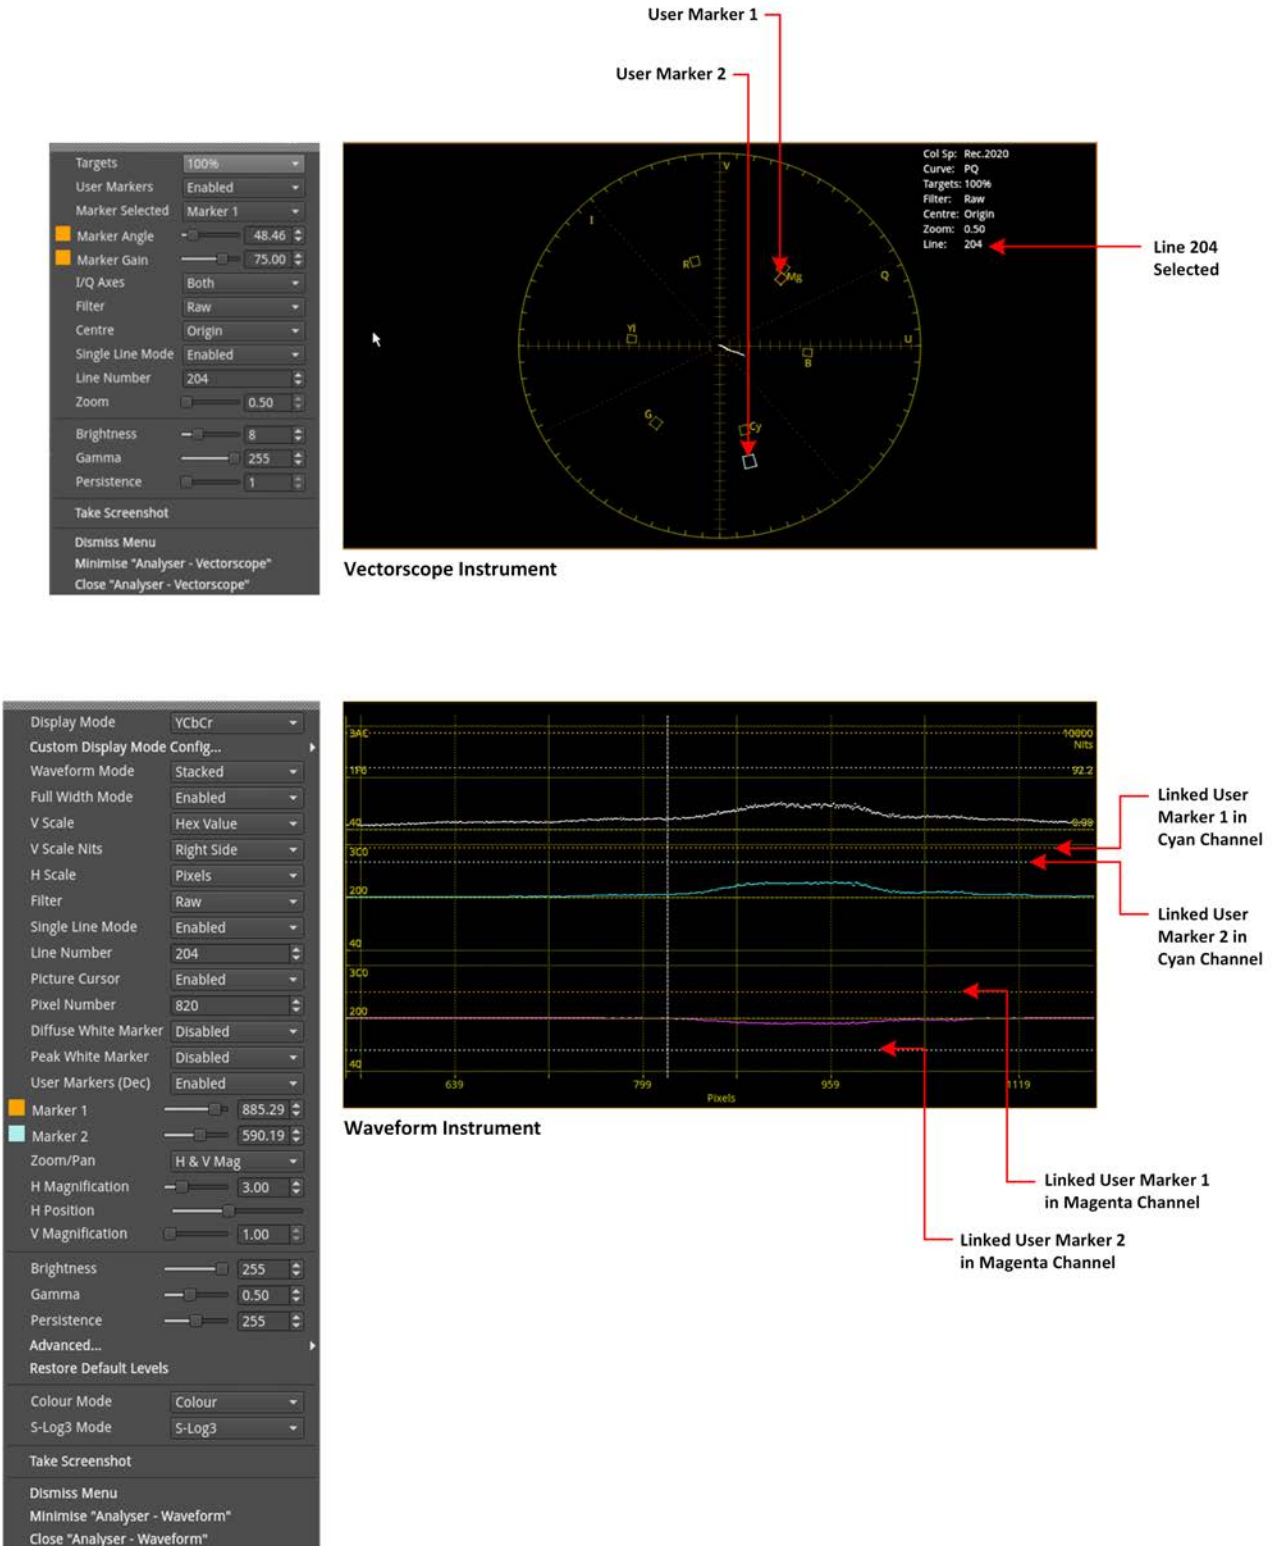 User Marker 1
User Marker 2
Targets 100%
User Markers Enabled
Marker Selected Marker 1
Marker Angle 48.46
Marker Gain 75.00
I/Q Axes Both
Filter Raw
Centre Origin
Single Line Mode Enabled
Line Number 204
Zoom 0.50
Brightness 8
Gamma 255
Persistence 1
Take Screenshot
Dismiss Menu
Minimise "Analyser - Vectorscope"
Close "Analyser - Vectorscope"
V
I
R
Mg
Q
Yl
U
B
G
Cy
Col Sp: Rec.2020
Curve: PQ
Targets: 100%
Filter: Raw
Centre: Origin
Zoom: 0.50
Line: 204
Line 204
Selected
Vectorscope Instrument
Display Mode YCbCr
Custom Display Mode Config...
Waveform Mode Stacked
Full Width Mode Enabled
V Scale Hex Value
V Scale Nits Right Side
H Scale Pixels
Filter Raw
Single Line Mode Enabled
Line Number 204
Picture Cursor Enabled
Pixel Number 820
Diffuse White Marker Disabled
Peak White Marker Disabled
User Markers (Dec) Enabled
Marker 1 885.29
Marker 2 590.19
Zoom/Pan H & V Mag
H Magnification 3.00
H Position
V Magnification 1.00
Brightness 255
Gamma 0.50
Persistence 255
Advanced...
Restore Default Levels
Colour Mode Colour
S-Log3 Mode S-Log3
Take Screenshot
Dismiss Menu
Minimise "Analyser - Waveform"
Close "Analyser - Waveform"
3AC 10000
Nits
1F0 92.2
40 0.00
3C0
200
40
3C0
200
40
639 799 959 1119
Pixels
Waveform Instrument
Linked User
Marker 1 in
Cyan Channel
Linked User
Marker 2 in
Cyan Channel
Linked User Marker 1
in Magenta Channel
Linked User Marker 2
in Magenta Channel